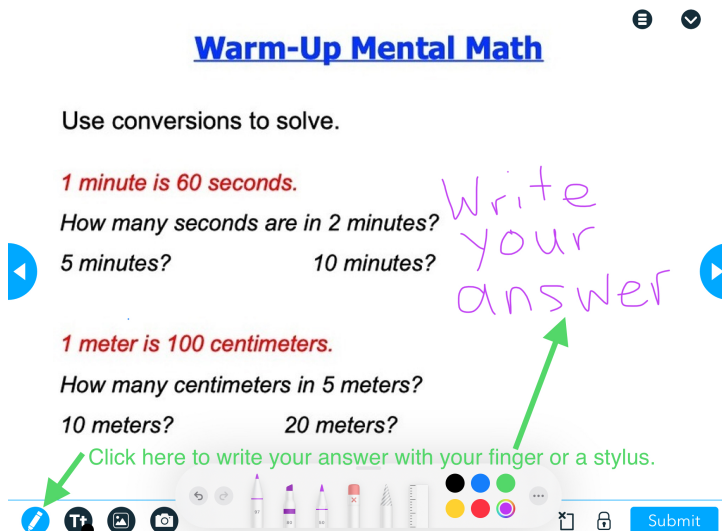 Warm-Up Mental Math
Use conversions to solve.
1 minute is 60 seconds.
How many seconds are in 2 minutes?
5 minutes? 10 minutes?
Write
your
answer
1 meter is 100 centimeters.
How many centimeters in 5 meters?
10 meters? 20 meters?
Click here to write your answer with your finger or a stylus.
Tt
Submit